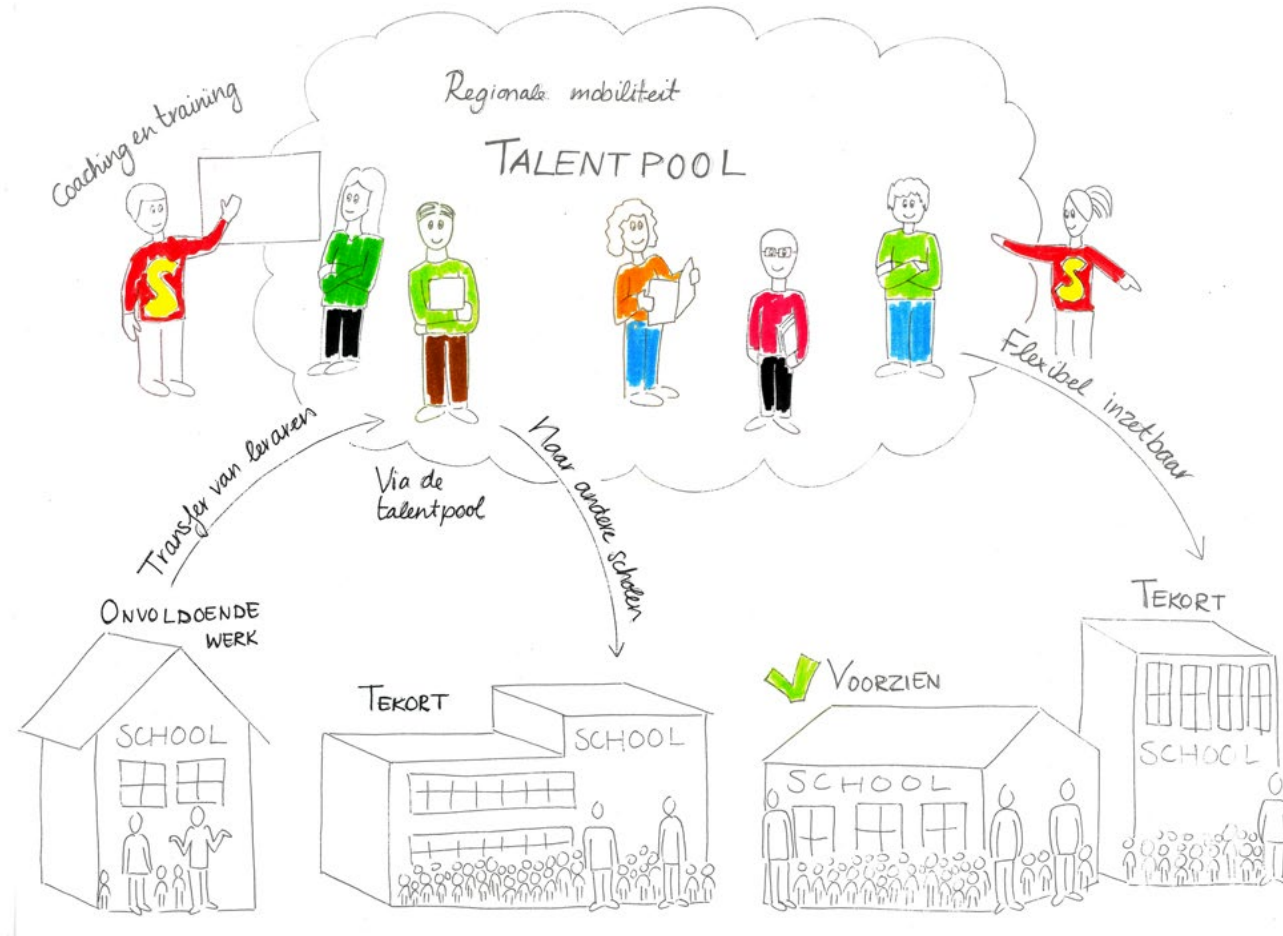 Regionale mobiliteit
TALENTPOOL
Coaching en training
S
S
Transfer van leraren
Via de
talentpool
Naar andere scholen
Flexibel inzetbaar
ONVOLDOENDE
WERK
SCHOOL
TEKORT
SCHOOL
VOORZIEN
SCHOOL
TEKORT
SCHOOL